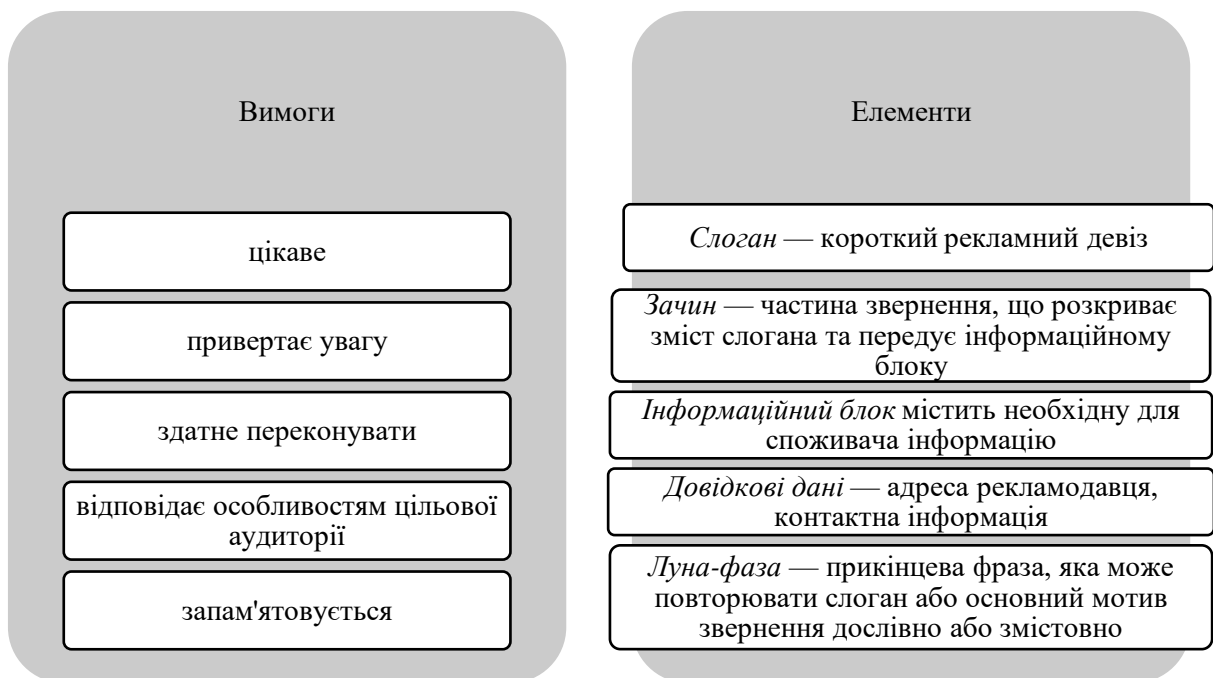 Вимоги
цікаве
привертає увагу
здатне переконувати
відповідає особливостям цільової
аудиторії
запам'ятовується
Елементи
Слоган — короткий рекламний девіз
Зачин — частина звернення, що розкриває
зміст слогана та передує інформаційному
блоку
Інформаційний блок містить необхідну для
споживача інформацію
Довідкові дані — адреса рекламодавця,
контактна інформація
Луна-фаза — прикінцева фраза, яка може
повторювати слоган або основний мотив
звернення дослівно або змістовно